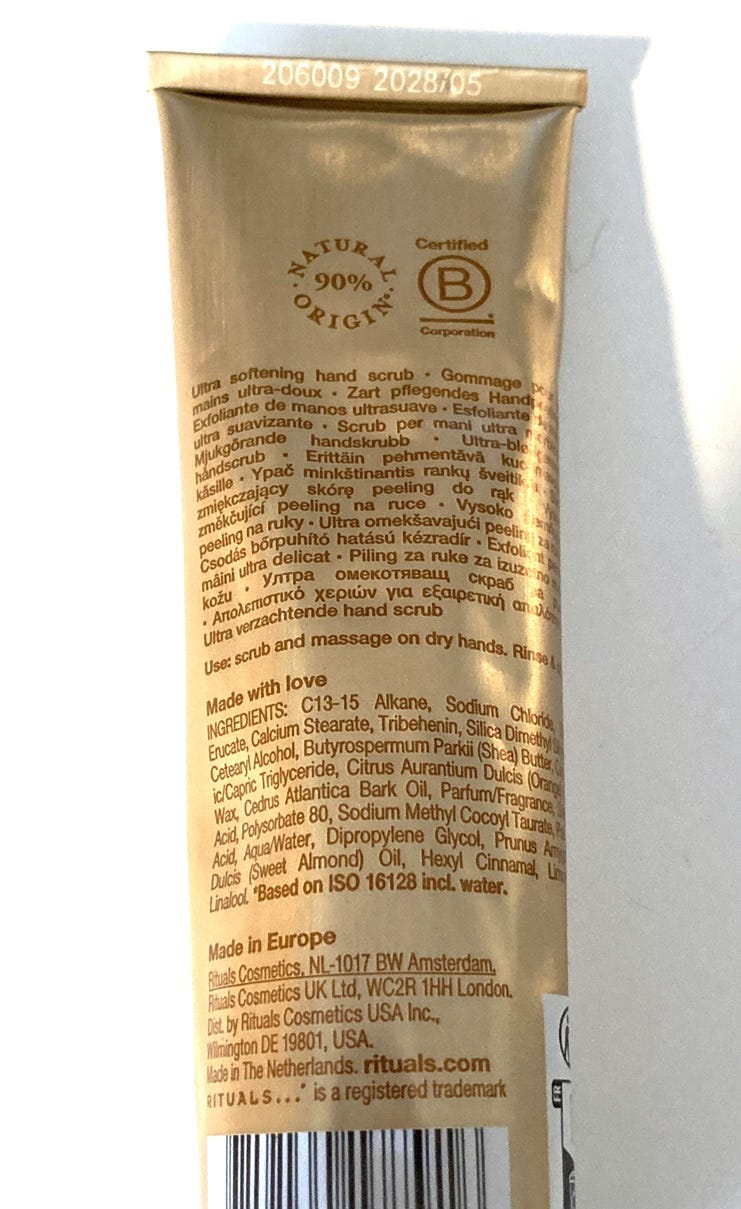 206009 2028/05
NATURAL
90%
ORIGIN*
Certified
B
Corporation
Ultra softening hand scrub • Gommage
mains ultra-doux • Zart pflegendes
Exfoliante de manos ultrasuave • Esfoliante
ultra suavizante • Scrub per mani ultra
Mjukgörande handskrubb •
håndscrub • Erittäin pehmentävä
käsille • Ypač minkštinantis rankų
zmiękczający skórę peeling do rąk •
změkčující peeling na ruce • Vysoko
peeling na ruky • Ultra omekšavajući
Csodás bőrpuhító hatású kézradír •
mâini ultra delicat • Piling za ruke za
kožu • Ултра омекотяващ скраб
• Απολεπιστικό χεριών για εξαιρετική
Ultra verzachtende hand scrub
Use: scrub and massage on dry hands. Rinse
Made with love
INGREDIENTS: C13-15 Alkane, Sodium Chloride,
Erucate, Calcium Stearate, Tribehenin, Silica Dimethyl
Cetearyl Alcohol, Butyrospermum Parkii (Shea) Butter,
ic/Capric Triglyceride, Citrus Aurantium Dulcis (Orange)
Wax, Cedrus Atlantica Bark Oil, Parfum/Fragrance,
Acid, Polysorbate 80, Sodium Methyl Cocoyl Taurate,
Acid, Aqua/Water, Dipropylene Glycol, Prunus
Dulcis (Sweet Almond) Oil, Hexyl Cinnamal,
Linalool. *Based on ISO 16128 incl. water.
Made in Europe
Rituals Cosmetics, NL-1017 BW Amsterdam.
Rituals Cosmetics UK Ltd, WC2R 1HH London.
Dist. by Rituals Cosmetics USA Inc.,
Wilmington DE 19801, USA.
Made in The Netherlands. rituals.com
RITUALS...® is a registered trademark
FR